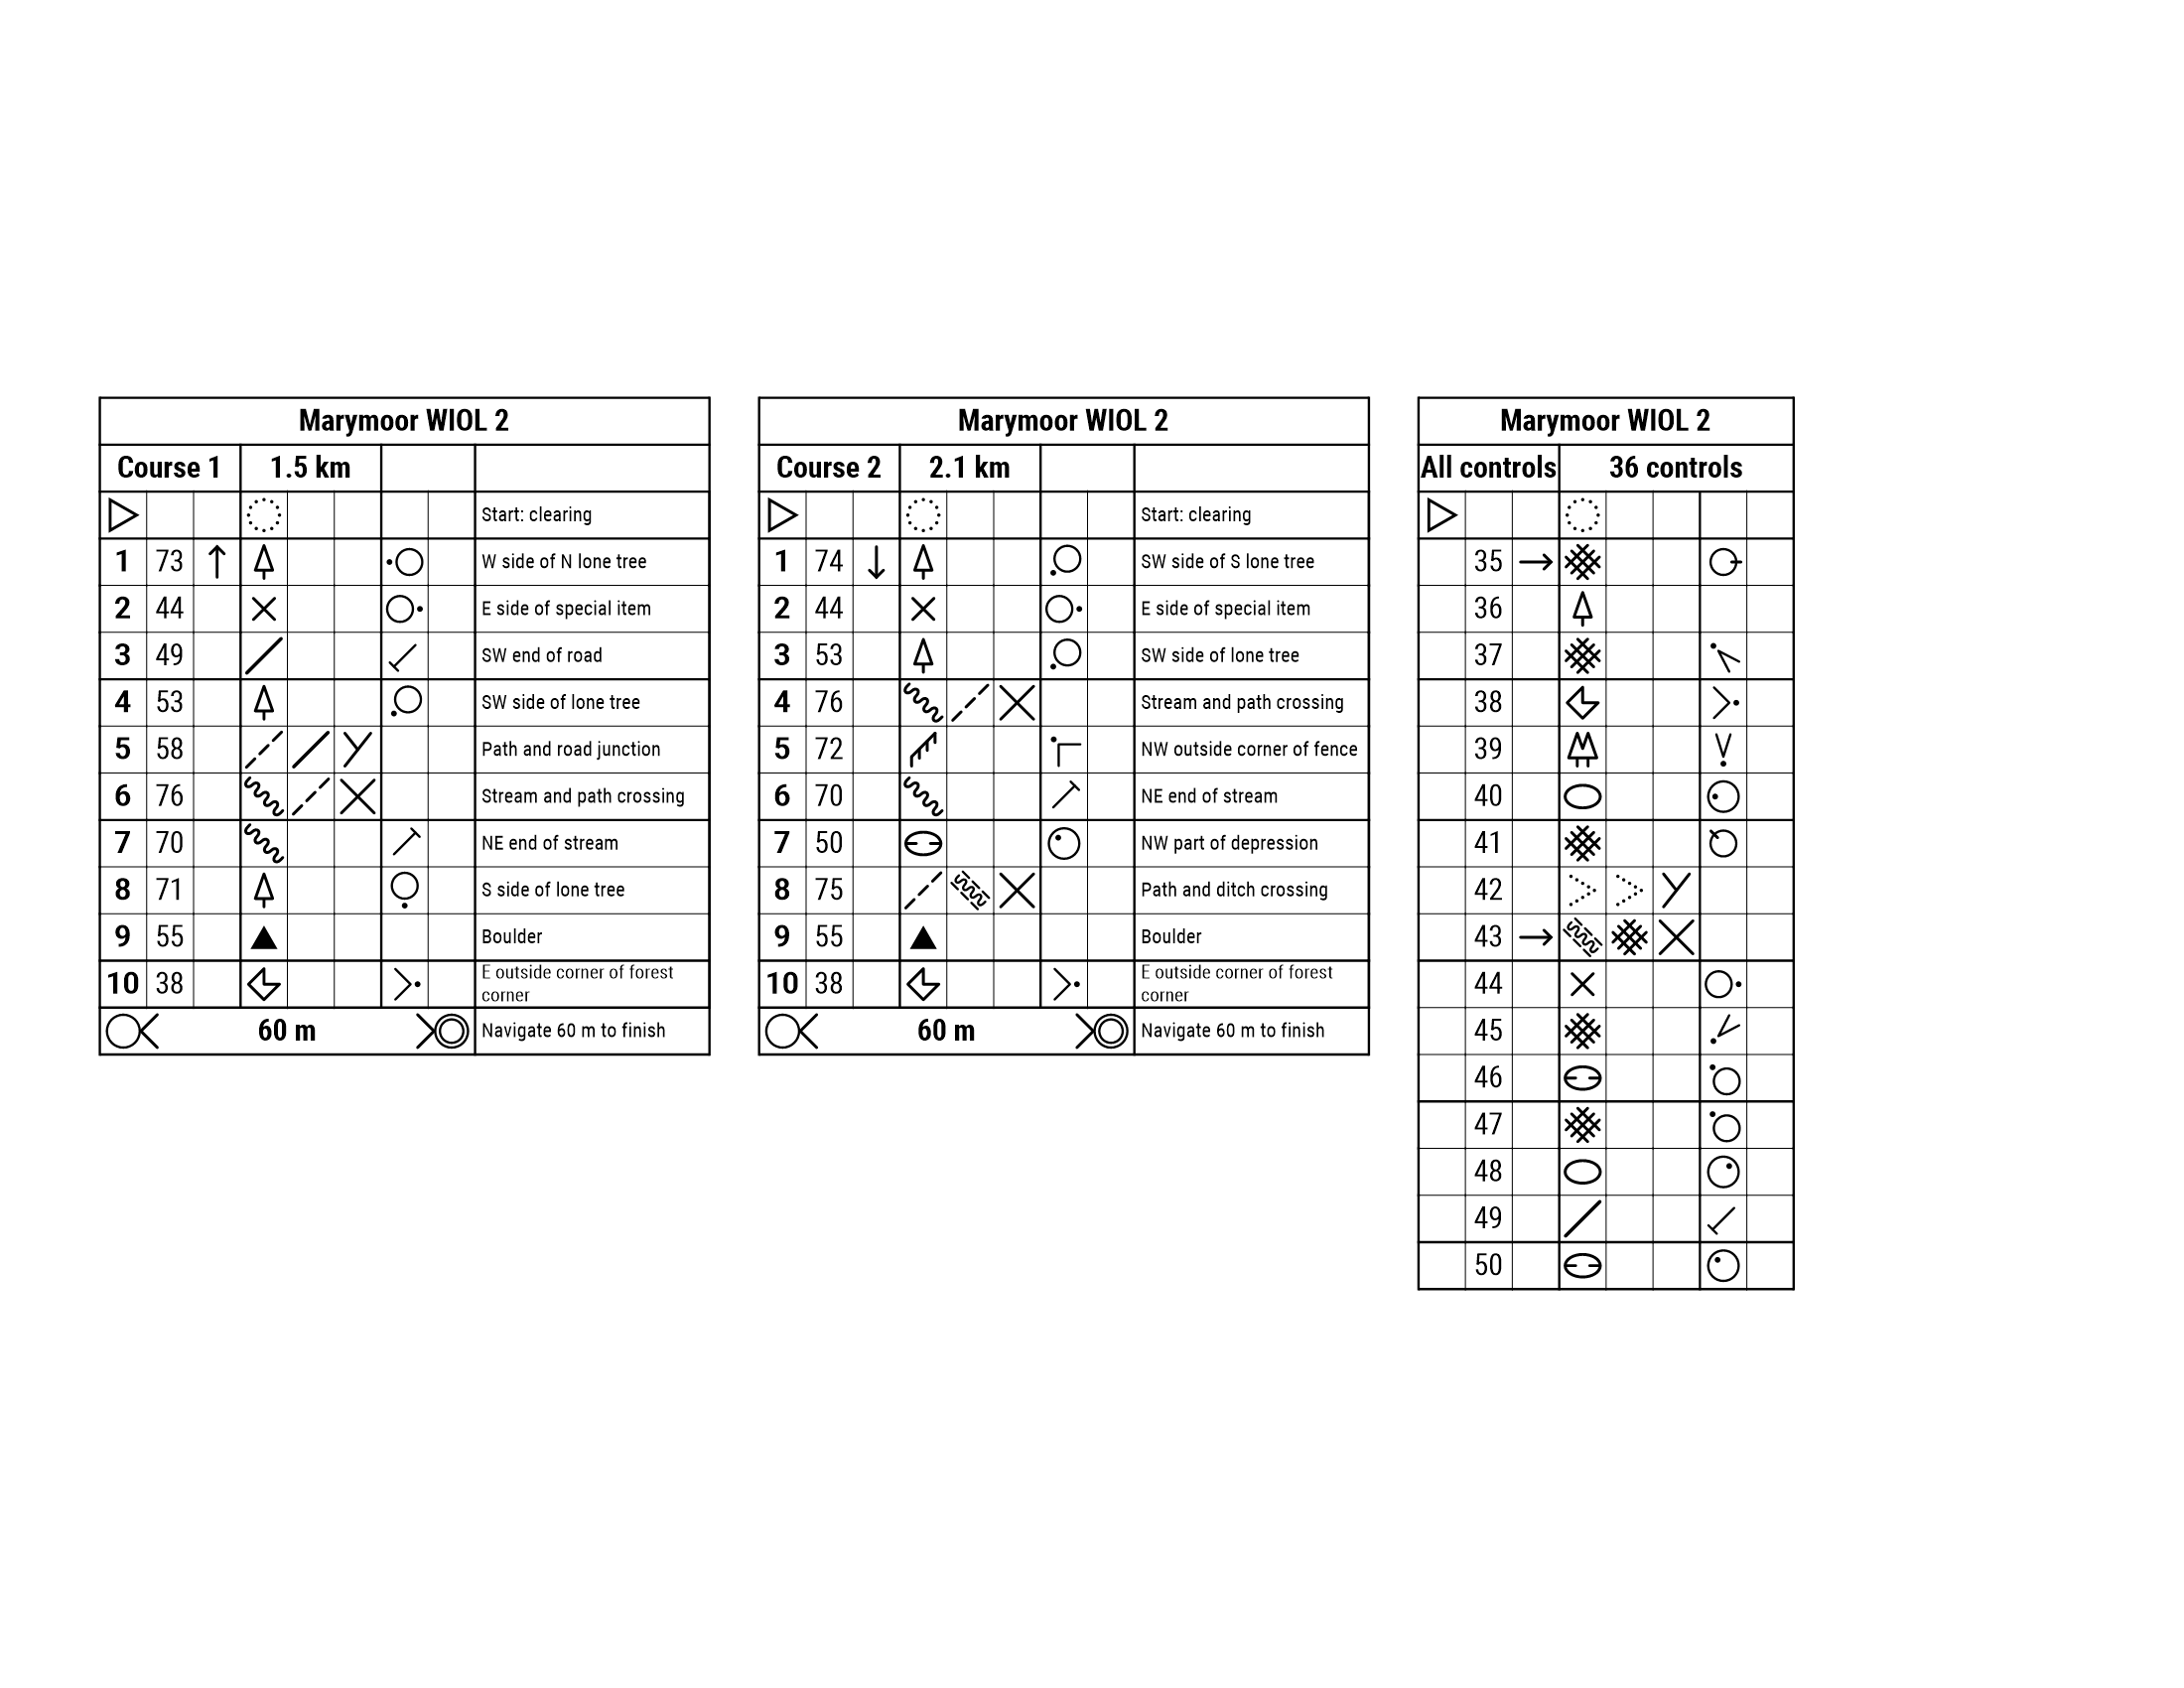 Marymoor WIOL 2
Course 1 1.5 km
Start: clearing
1 73 W side of N lone tree
2 44 E side of special item
3 49 SW end of road
4 53 SW side of lone tree
5 58 Path and road junction
6 76 Stream and path crossing
7 70 NE end of stream
8 71 S side of lone tree
9 55 Boulder
10 38 E outside corner of forest
corner
60 m Navigate 60 m to finish
Marymoor WIOL 2
Course 2 2.1 km
Start: clearing
1 74 SW side of S lone tree
2 44 E side of special item
3 53 SW side of lone tree
4 76 Stream and path crossing
5 72 NW outside corner of fence
6 70 NE end of stream
7 50 NW part of depression
8 75 Path and ditch crossing
9 55 Boulder
10 38 E outside corner of forest
corner
60 m Navigate 60 m to finish
Marymoor WIOL 2
All controls 36 controls
35
36
37
38
39
40
41
42
43
44
45
46
47
48
49
50